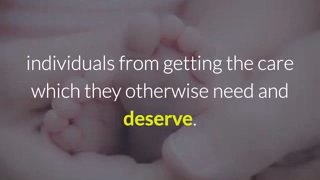 individuals from getting the care
which they otherwise need and
deserve.